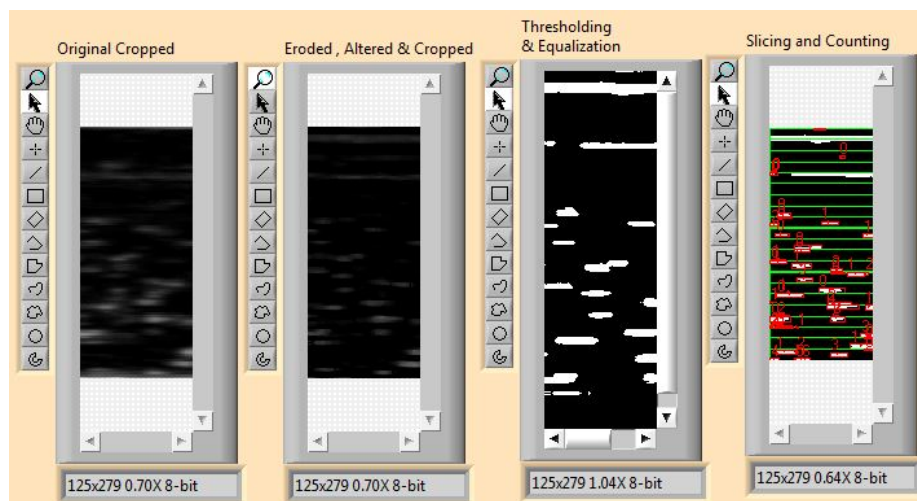 Original Cropped
Eroded , Altered & Cropped
Thresholding
& Equalization
Slicing and Counting
125x279 0.70X 8-bit
125x279 0.70X 8-bit
125x279 1.04X 8-bit
125x279 0.64X 8-bit